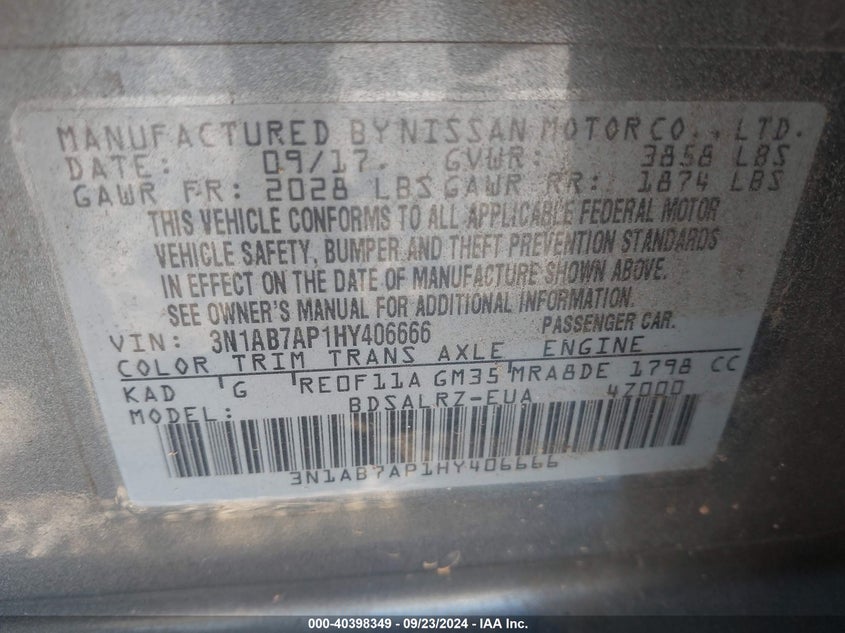 MANUFACTURED BY NISSAN MOTOR CO., LTD.
DATE: 09/17. GVWR: 3858 LBS
GAWR FR: 2028 LBS GAWR RR: 1874 LBS
THIS VEHICLE CONFORMS TO ALL APPLICABLE FEDERAL MOTOR
VEHICLE SAFETY, BUMPER AND THEFT PREVENTION STANDARDS
IN EFFECT ON THE DATE OF MANUFACTURE SHOWN ABOVE.
SEE OWNER'S MANUAL FOR ADDITIONAL INFORMATION.
VIN: 3N1AB7AP1HY406666 PASSENGER CAR.
COLOR TRIM TRANS AXLE ENGINE
KAD G RE0F11A GM35 MRA8DE 1798 CC
MODEL: BDSALRZ-EUA 4Z000
3N1AB7AP1HY406666
000-40398349 - 09/23/2024 - IAA Inc.